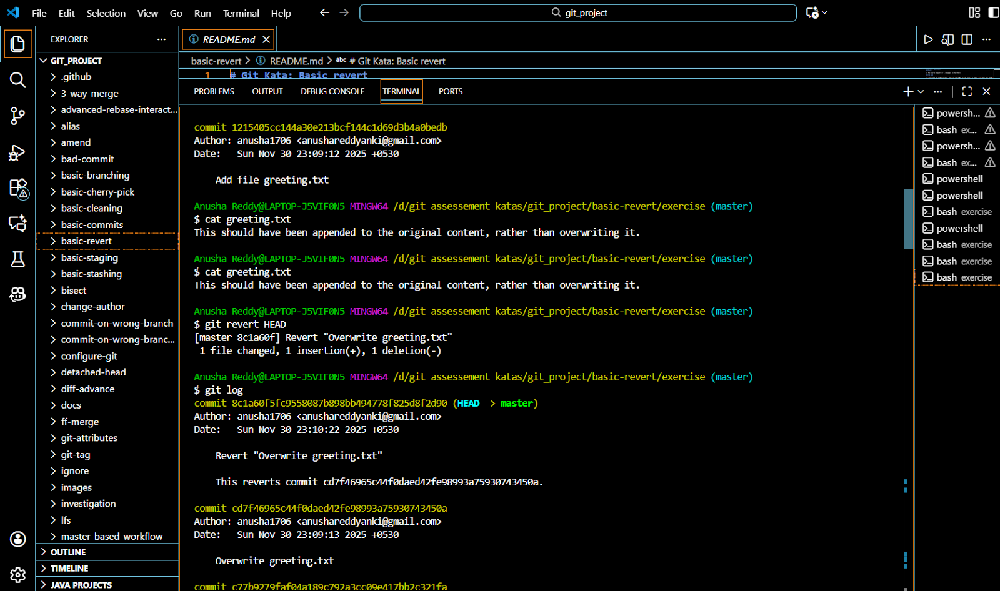 File Edit Selection View Go Run Terminal Help
git_project
EXPLORER
GIT_PROJECT
.github
3-way-merge
advanced-rebase-interact...
alias
amend
bad-commit
basic-branching
basic-cherry-pick
basic-cleaning
basic-commits
basic-revert
basic-staging
basic-stashing
bisect
change-author
commit-on-wrong-branch
commit-on-wrong-branc...
configure-git
detached-head
diff-advance
docs
ff-merge
git-attributes
git-tag
ignore
images
investigation
lfs
master-based-workflow
OUTLINE
TIMELINE
JAVA PROJECTS
README.md
basic-revert > README.md > abc # Git Kata: Basic revert
1 # Git Kata: Basic revert
PROBLEMS OUTPUT DEBUG CONSOLE TERMINAL PORTS
commit 1215405cc144a30e213bcf144c1d69d3b4a0bedb
Author: anusha1706 <anushareddyanki@gmail.com>
Date: Sun Nov 30 23:09:12 2025 +0530
Add file greeting.txt
Anusha Reddy@LAPTOP-J5VIF0N5 MINGW64 /d/git assessement katas/git_project/basic-revert/exercise (master)
$ cat greeting.txt
This should have been appended to the original content, rather than overwriting it.
Anusha Reddy@LAPTOP-J5VIF0N5 MINGW64 /d/git assessement katas/git_project/basic-revert/exercise (master)
$ cat greeting.txt
This should have been appended to the original content, rather than overwriting it.
Anusha Reddy@LAPTOP-J5VIF0N5 MINGW64 /d/git assessement katas/git_project/basic-revert/exercise (master)
$ git revert HEAD
[master 8c1a60f] Revert "Overwrite greeting.txt"
1 file changed, 1 insertion(+), 1 deletion(-)
Anusha Reddy@LAPTOP-J5VIF0N5 MINGW64 /d/git assessement katas/git_project/basic-revert/exercise (master)
$ git log
commit 8c1a60f5fc9558087b898bb494778f825d8f2d90 (HEAD -> master)
Author: anusha1706 <anushareddyanki@gmail.com>
Date: Sun Nov 30 23:10:22 2025 +0530
Revert "Overwrite greeting.txt"
This reverts commit cd7f46965c44f0daed42fe98993a75930743450a.
commit cd7f46965c44f0daed42fe98993a75930743450a
Author: anusha1706 <anushareddyanki@gmail.com>
Date: Sun Nov 30 23:09:13 2025 +0530
Overwrite greeting.txt
commit c77b9279faf04a189c792a3cc09e417bb2c321fa
powersh...
bash ex...
powersh...
bash ex...
powershell
powershell
bash exercise
powershell
bash exercise
bash exercise
bash exercise